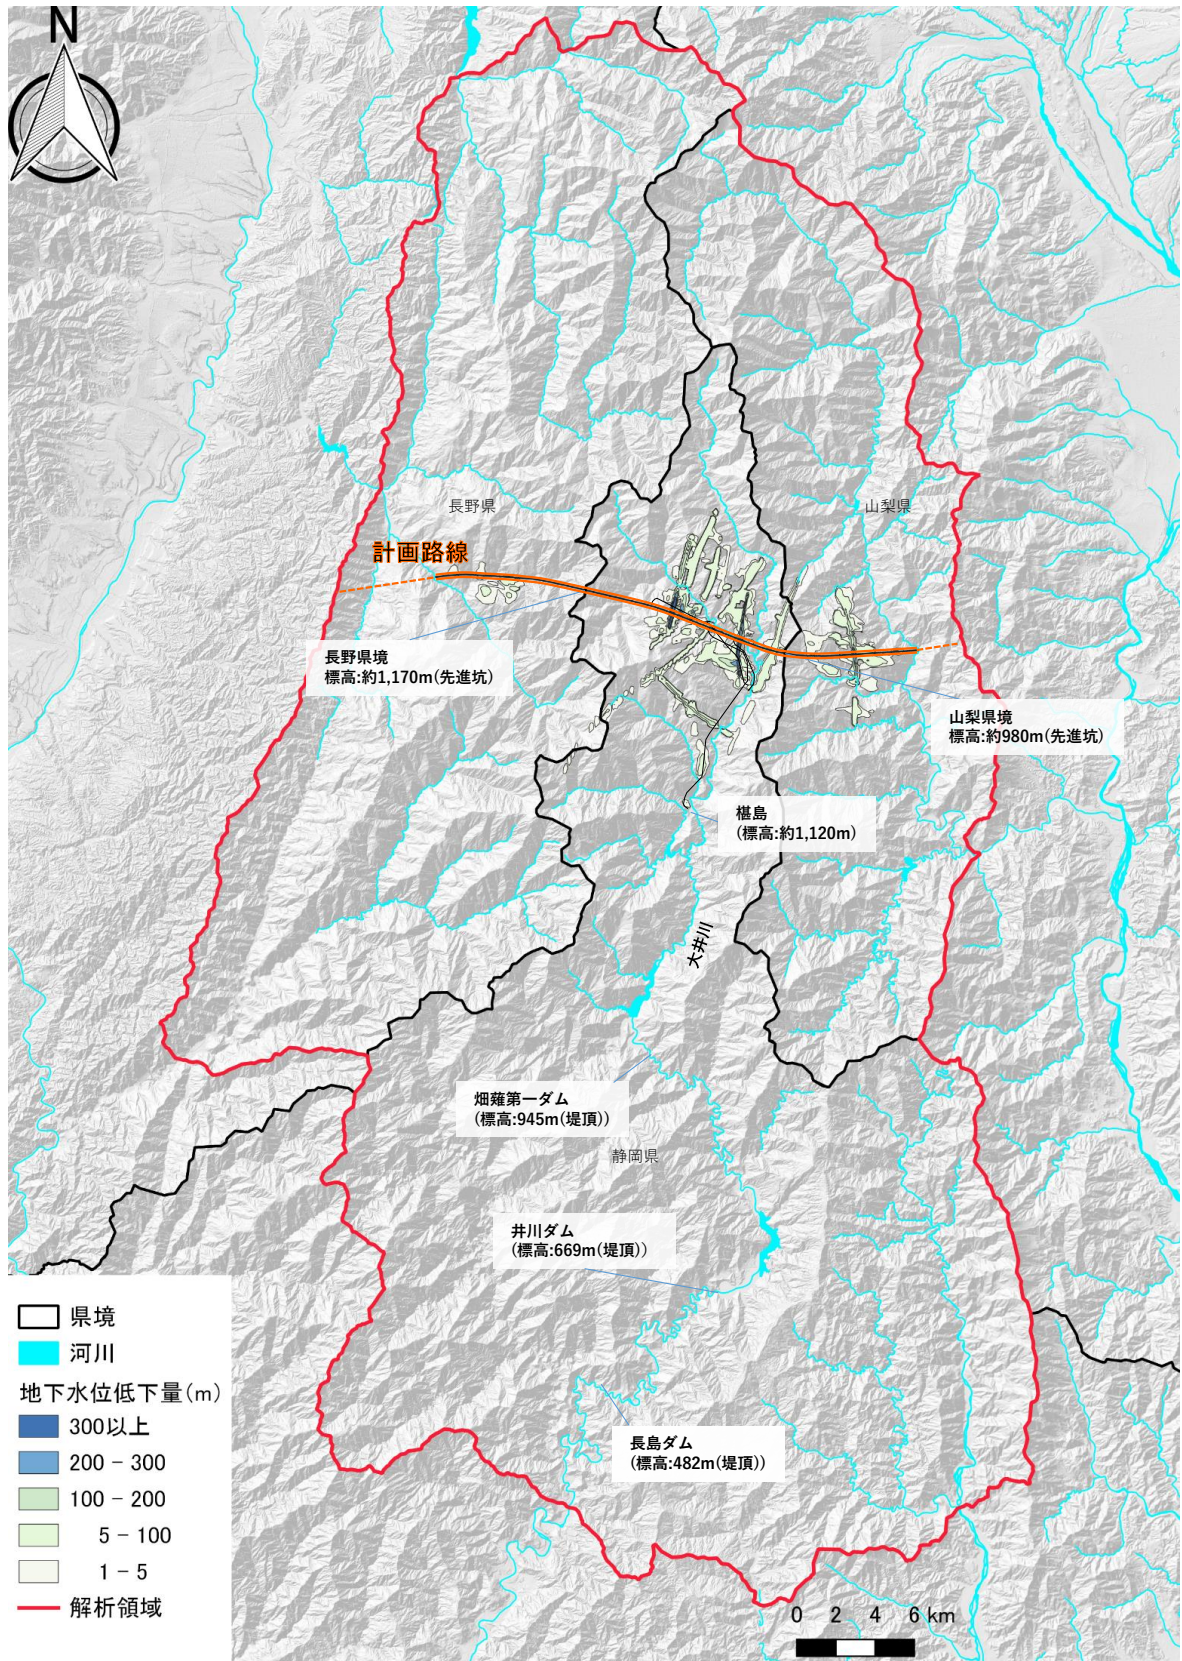 N
長野県
山梨県
計画路線
長野県境
標高:約1,170m(先進坑)
山梨県境
標高:約980m(先進坑)
椹島
(標高:約1,120m)
大井川
畑薙第一ダム
(標高:945m(堤頂))
静岡県
井川ダム
(標高:669m(堤頂))
長島ダム
(標高:482m(堤頂))
県境
河川
地下水位低下量(m)
300以上
200 - 300
100 - 200
5 - 100
1 - 5
解析領域
0 2 4 6 km